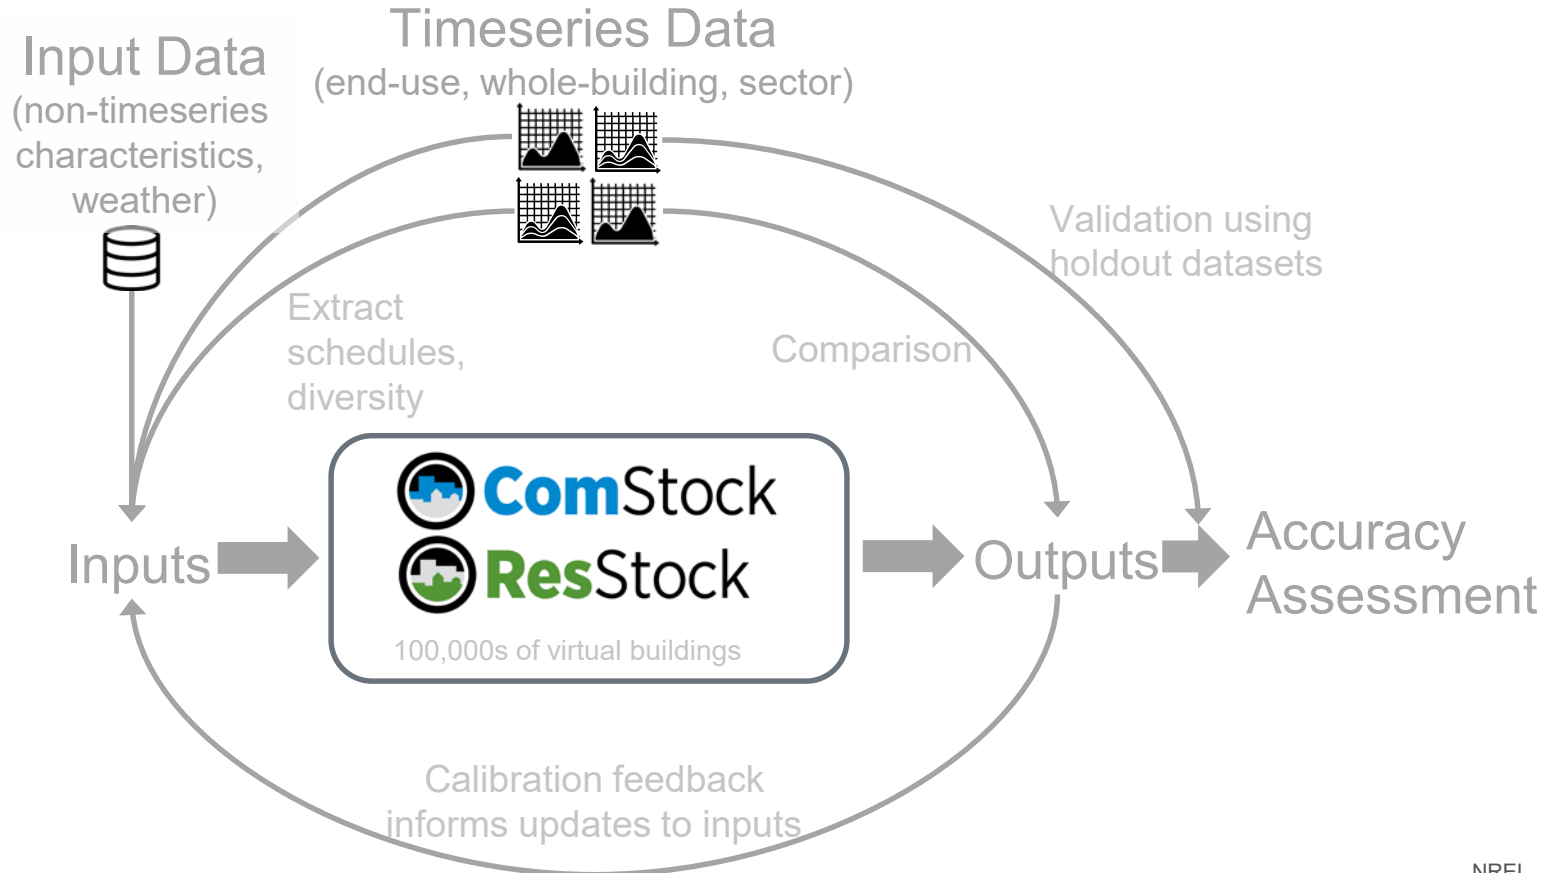 Timeseries Data
(end-use, whole-building, sector)
Input Data
(non-timeseries
characteristics,
weather)
Validation using
holdout datasets
Extract
schedules,
diversity
Comparison
ComStock
ResStock
100,000s of virtual buildings
Inputs
Outputs
Accuracy
Assessment
Calibration feedback
informs updates to inputs
NREL